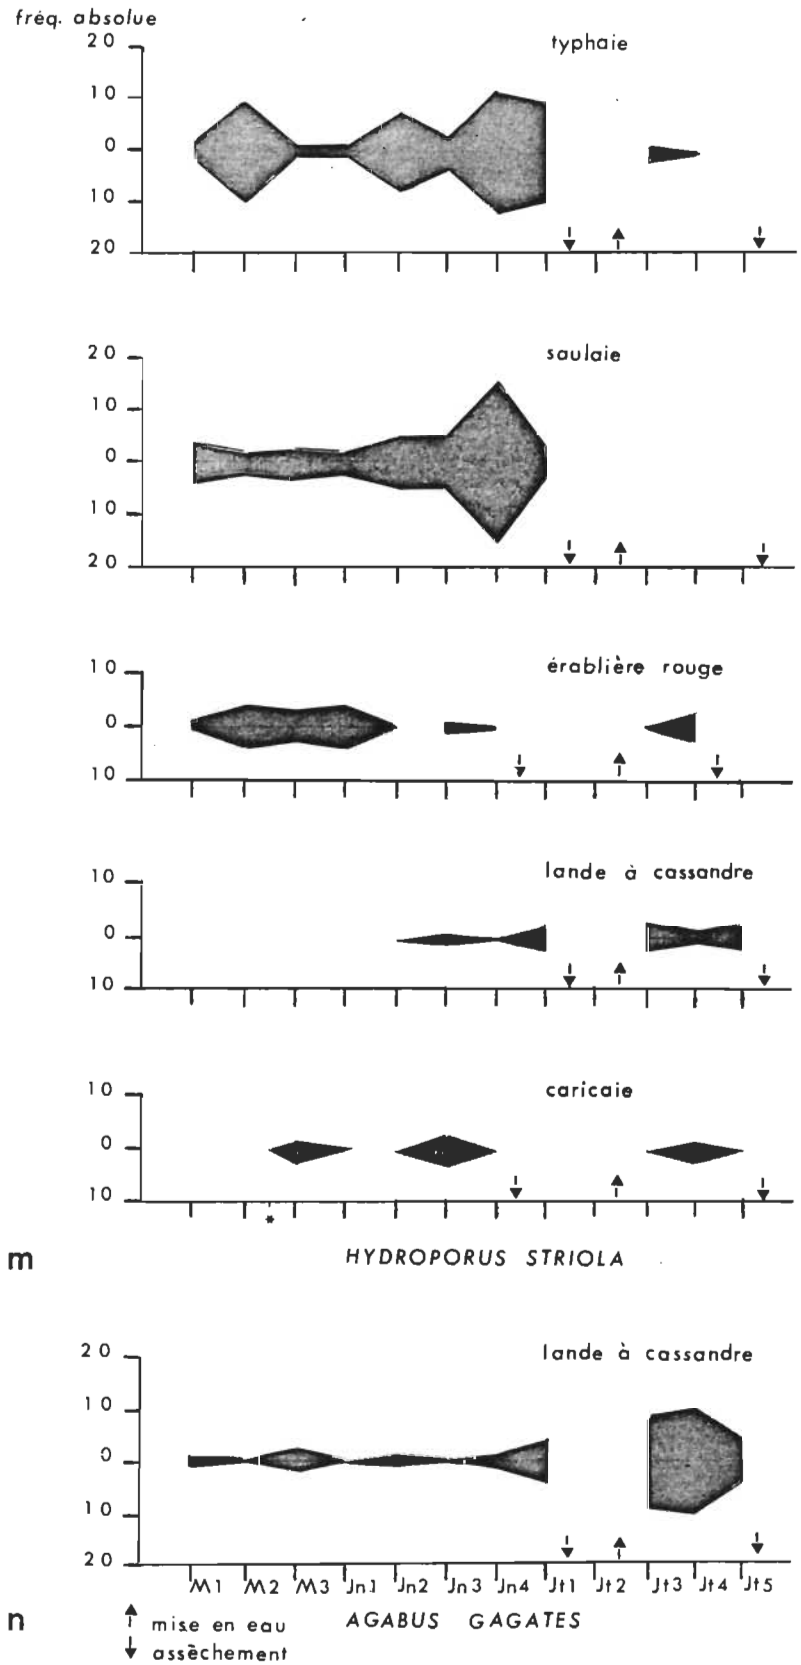 fréq. absolue
typhaie
20
10
0
10
20
saulaie
20
10
0
10
20
érablière rouge
10
0
10
lande à cassandre
10
0
10
caricaie
10
0
10
*
m HYDROPORUS STRIOLA
lande à cassandre
20
10
0
10
20
M1 M2 M3 Jn1 Jn2 Jn3 Jn4 Jt1 Jt2 Jt3 Jt4 Jt5
n mise en eau AGABUS GAGATES
assèchement